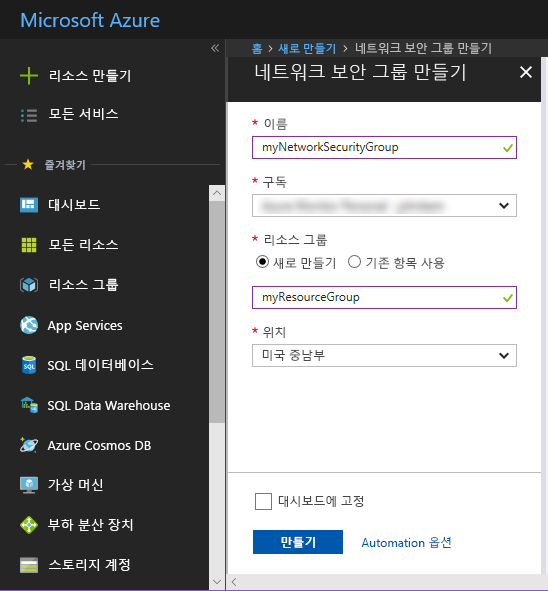 Microsoft Azure
«
홈 > 새로 만들기 > 네트워크 보안 그룹 만들기
리소스 만들기
모든 서비스
즐겨찾기
대시보드
모든 리소스
리소스 그룹
App Services
SQL 데이터베이스
SQL Data Warehouse
Azure Cosmos DB
가상 머신
부하 분산 장치
스토리지 계정
네트워크 보안 그룹 만들기
* 이름
myNetworkSecurityGroup
* 구독
* 리소스 그룹
새로 만들기 기존 항목 사용
myResourceGroup
* 위치
미국 중남부
대시보드에 고정
만들기 Automation 옵션